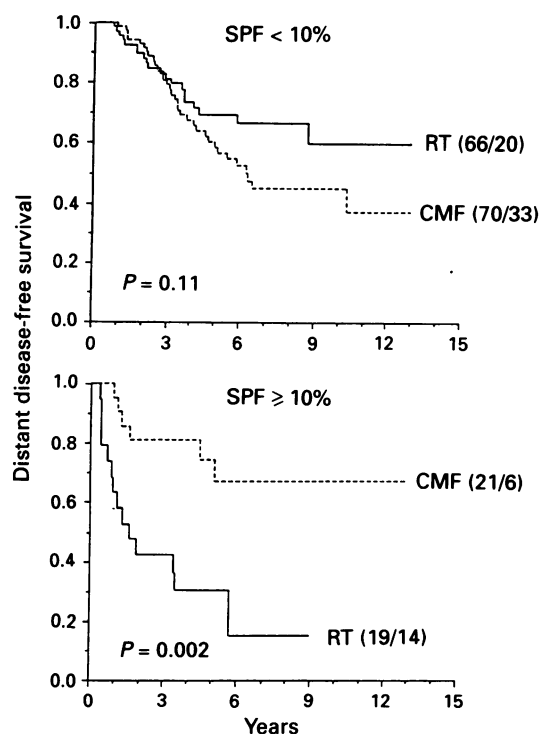 Distant disease-free survival
SPF < 10%
1.0
0.8
0.6
0.4
0.2
0.0
RT (66/20)
CMF (70/33)
P = 0.11
0 3 6 9 12 15
SPF ⩾ 10%
1.0
0.8
0.6
0.4
0.2
0.0
CMF (21/6)
RT (19/14)
P = 0.002
0 3 6 9 12 15
Years